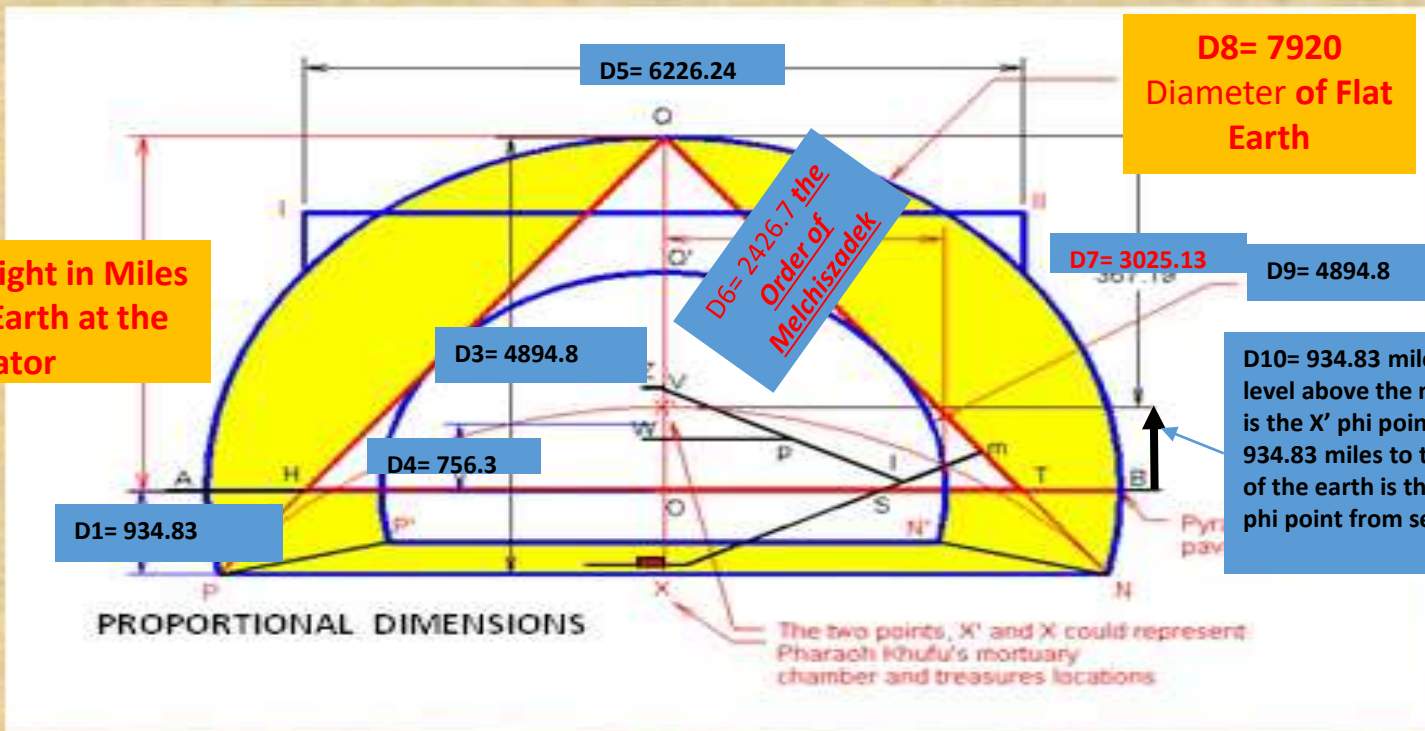 D5= 6226.24
D8= 7920
Diameter of Flat
Earth
Q
I
II
D6= 2426.7 the
Order of
Melchiszadek
D7= 3025.13
D9= 4894.8
ight in Miles
Earth at the
ator
Q'
D3= 4894.8
D10= 934.83 mile
level above the
is the X' phi poin
934.83 miles to t
of the earth is th
phi point from se
Z
V
X'
W
P
I
m
D4= 756.3
A
H
O
S
T
B
D1= 934.83
P'
N'
Pyr
pav
P
X
N
PROPORTIONAL DIMENSIONS
The two points, X' and X could represent
Pharaoh Khufu's mortuary
chamber and treasures locations